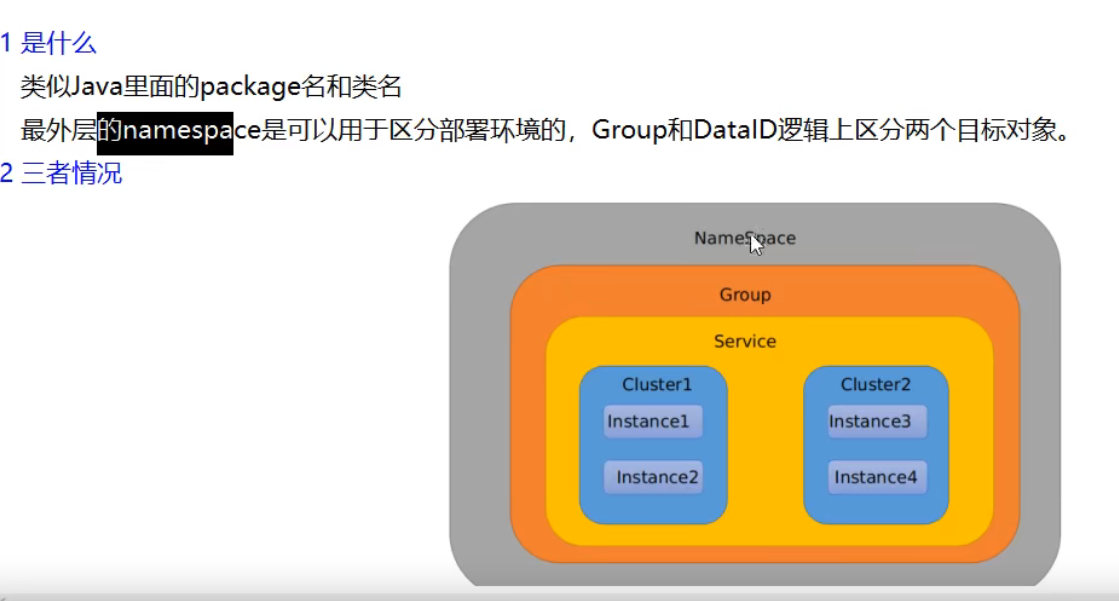 1 是什么
类似Java里面的package名和类名
最外层的namespace是可以用于区分部署环境的，Group和DataID逻辑上区分两个目标对象。
2 三者情况
NameSpace
Group
Service
Cluster1 Cluster2
Instance1 Instance3
Instance2 Instance4